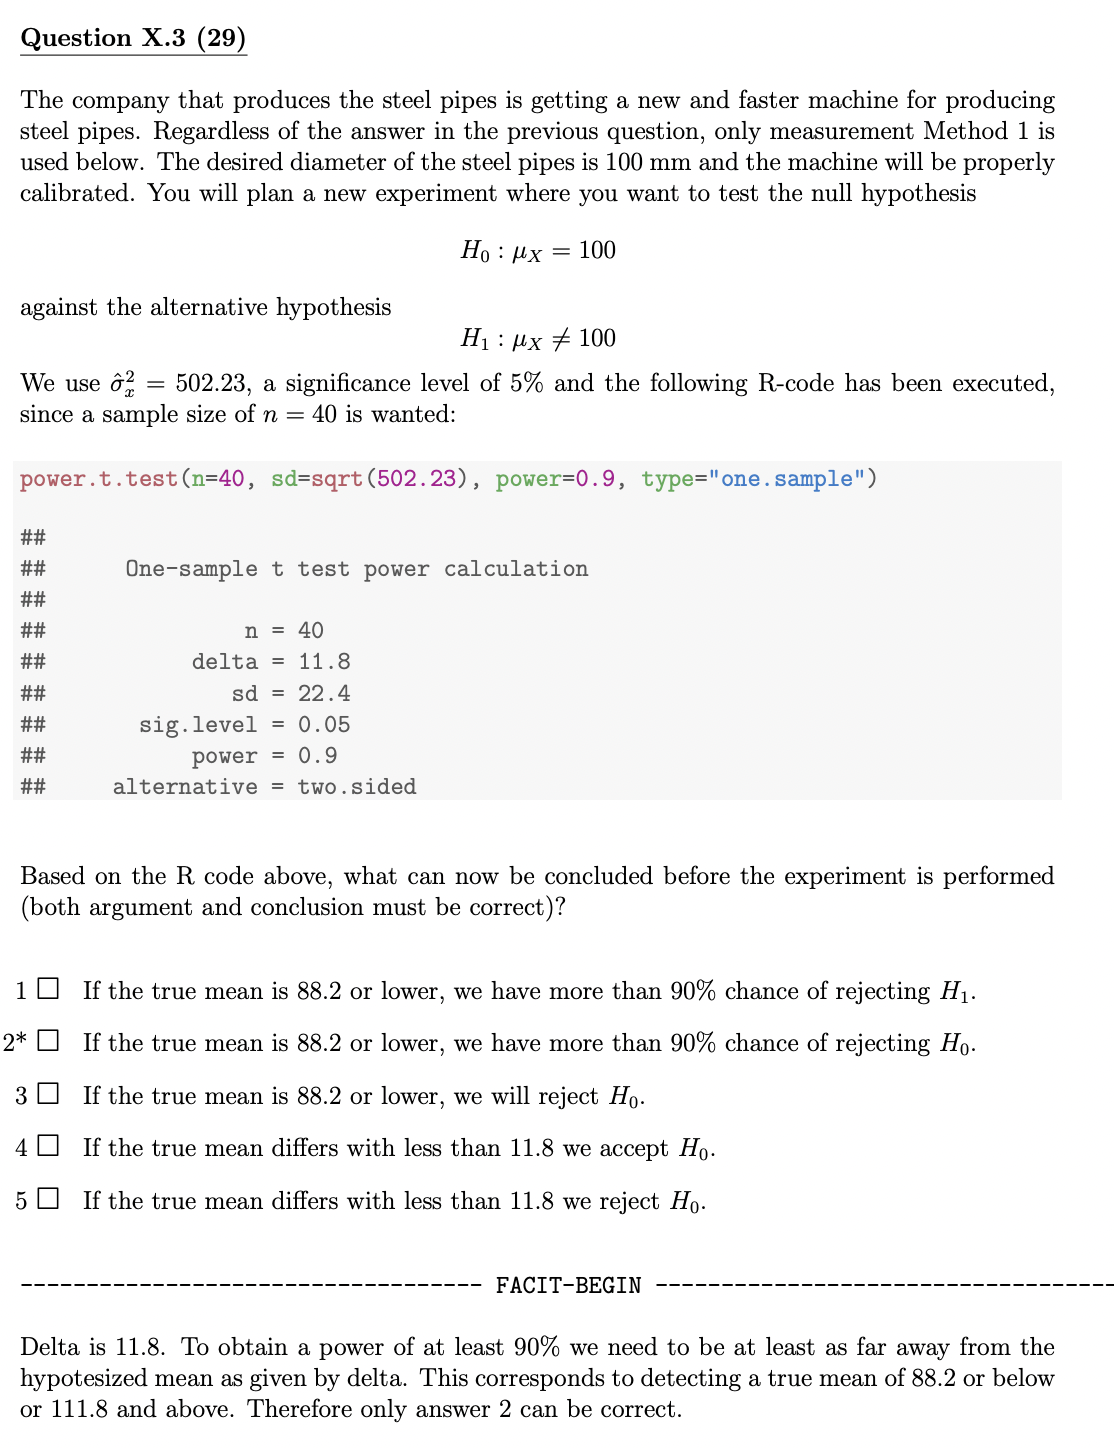 Question X.3 (29)
The company that produces the steel pipes is getting a new and faster machine for producing
steel pipes. Regardless of the answer in the previous question, only measurement Method 1 is
used below. The desired diameter of the steel pipes is 100 mm and the machine will be properly
calibrated. You will plan a new experiment where you want to test the null hypothesis
H₀ : μ_X = 100
against the alternative hypothesis
H₁ : μ_X ≠ 100
We use σ̂²ₓ = 502.23, a significance level of 5% and the following R-code has been executed,
since a sample size of n = 40 is wanted:
power.t.test(n=40, sd=sqrt(502.23), power=0.9, type="one.sample")
##
## One-sample t test power calculation
##
## n = 40
## delta = 11.8
## sd = 22.4
## sig.level = 0.05
## power = 0.9
## alternative = two.sided
Based on the R code above, what can now be concluded before the experiment is performed
(both argument and conclusion must be correct)?
1 □ If the true mean is 88.2 or lower, we have more than 90% chance of rejecting H₁.
2* □ If the true mean is 88.2 or lower, we have more than 90% chance of rejecting H₀.
3 □ If the true mean is 88.2 or lower, we will reject H₀.
4 □ If the true mean differs with less than 11.8 we accept H₀.
5 □ If the true mean differs with less than 11.8 we reject H₀.
----------------------------------- FACIT-BEGIN -----------------------------------
Delta is 11.8. To obtain a power of at least 90% we need to be at least as far away from the
hypotesized mean as given by delta. This corresponds to detecting a true mean of 88.2 or below
or 111.8 and above. Therefore only answer 2 can be correct.